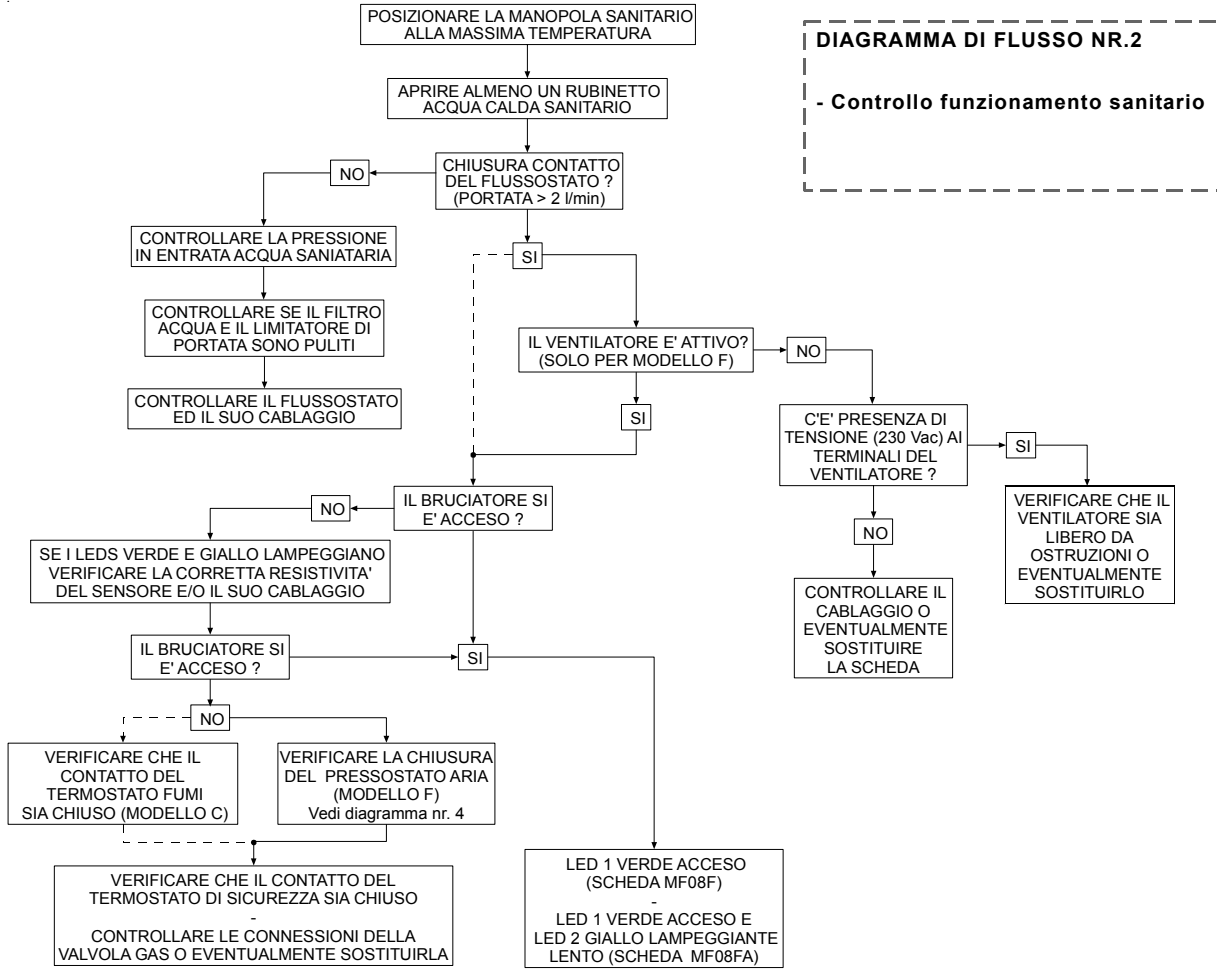 POSIZIONARE LA MANOPOLA SANITARIO
ALLA MASSIMA TEMPERATURA
DIAGRAMMA DI FLUSSO NR.2
- Controllo funzionamento sanitario
APRIRE ALMENO UN RUBINETTO
ACQUA CALDA SANITARIO
CHIUSURA CONTATTO
DEL FLUSSOSTATO ?
(PORTATA > 2 l/min)
NO
CONTROLLARE LA PRESSIONE
IN ENTRATA ACQUA SANIATARIA
SI
CONTROLLARE SE IL FILTRO
ACQUA E IL LIMITATORE DI
PORTATA SONO PULITI
CONTROLLARE IL FLUSSOSTATO
ED IL SUO CABLAGGIO
IL VENTILATORE E' ATTIVO?
(SOLO PER MODELLO F)
NO
SI
C'E' PRESENZA DI
TENSIONE (230 Vac) AI
TERMINALI DEL
VENTILATORE ?
SI
VERIFICARE CHE IL
VENTILATORE SIA
LIBERO DA
OSTRUZIONI O
EVENTUALMENTE
SOSTITUIRLO
NO
CONTROLLARE IL
CABLAGGIO O
EVENTUALMENTE
SOSTITUIRE
LA SCHEDA
IL BRUCIATORE SI
E' ACCESO ?
NO
SE I LEDS VERDE E GIALLO LAMPEGGIANO
VERIFICARE LA CORRETTA RESISTIVITA'
DEL SENSORE E/O IL SUO CABLAGGIO
IL BRUCIATORE SI
E' ACCESO ?
SI
NO
VERIFICARE CHE IL
CONTATTO DEL
TERMOSTATO FUMI
SIA CHIUSO (MODELLO C)
VERIFICARE LA CHIUSURA
DEL PRESSOSTATO ARIA
(MODELLO F)
Vedi diagramma nr. 4
VERIFICARE CHE IL CONTATTO DEL
TERMOSTATO DI SICUREZZA SIA CHIUSO
-
CONTROLLARE LE CONNESSIONI DELLA
VALVOLA GAS O EVENTUALMENTE SOSTITUIRLA
LED 1 VERDE ACCESO
(SCHEDA MF08F)
-
LED 1 VERDE ACCESO E
LED 2 GIALLO LAMPEGGIANTE
LENTO (SCHEDA MF08FA)